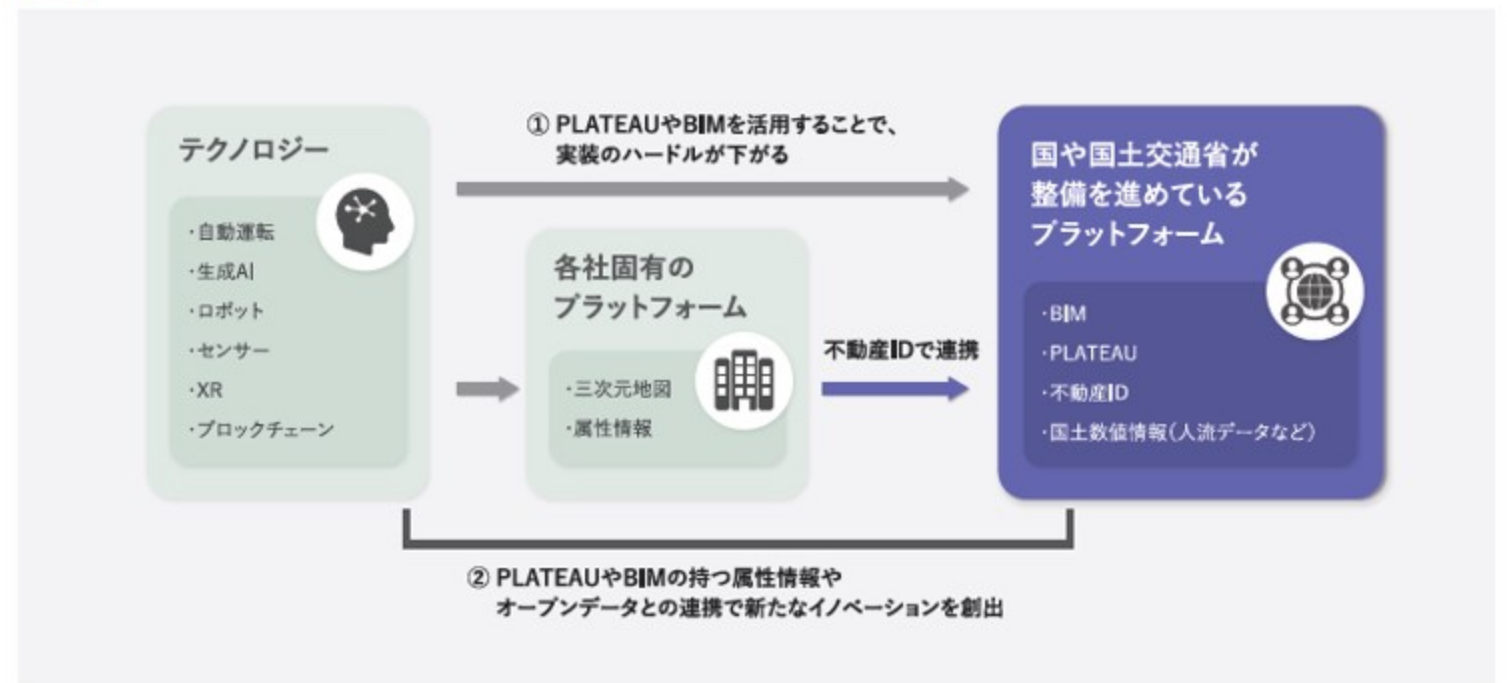 テクノロジー
・自動運転
・生成AI
・ロボット
・センサー
・XR
・ブロックチェーン
① PLATEAUやBIMを活用することで、
実装のハードルが下がる
各社固有の
プラットフォーム
・三次元地図
・属性情報
不動産IDで連携
国や国土交通省が
整備を進めている
プラットフォーム
・BIM
・PLATEAU
・不動産ID
・国土数値情報(人流データなど)
② PLATEAUやBIMの持つ属性情報や
オープンデータとの連携で新たなイノベーションを創出